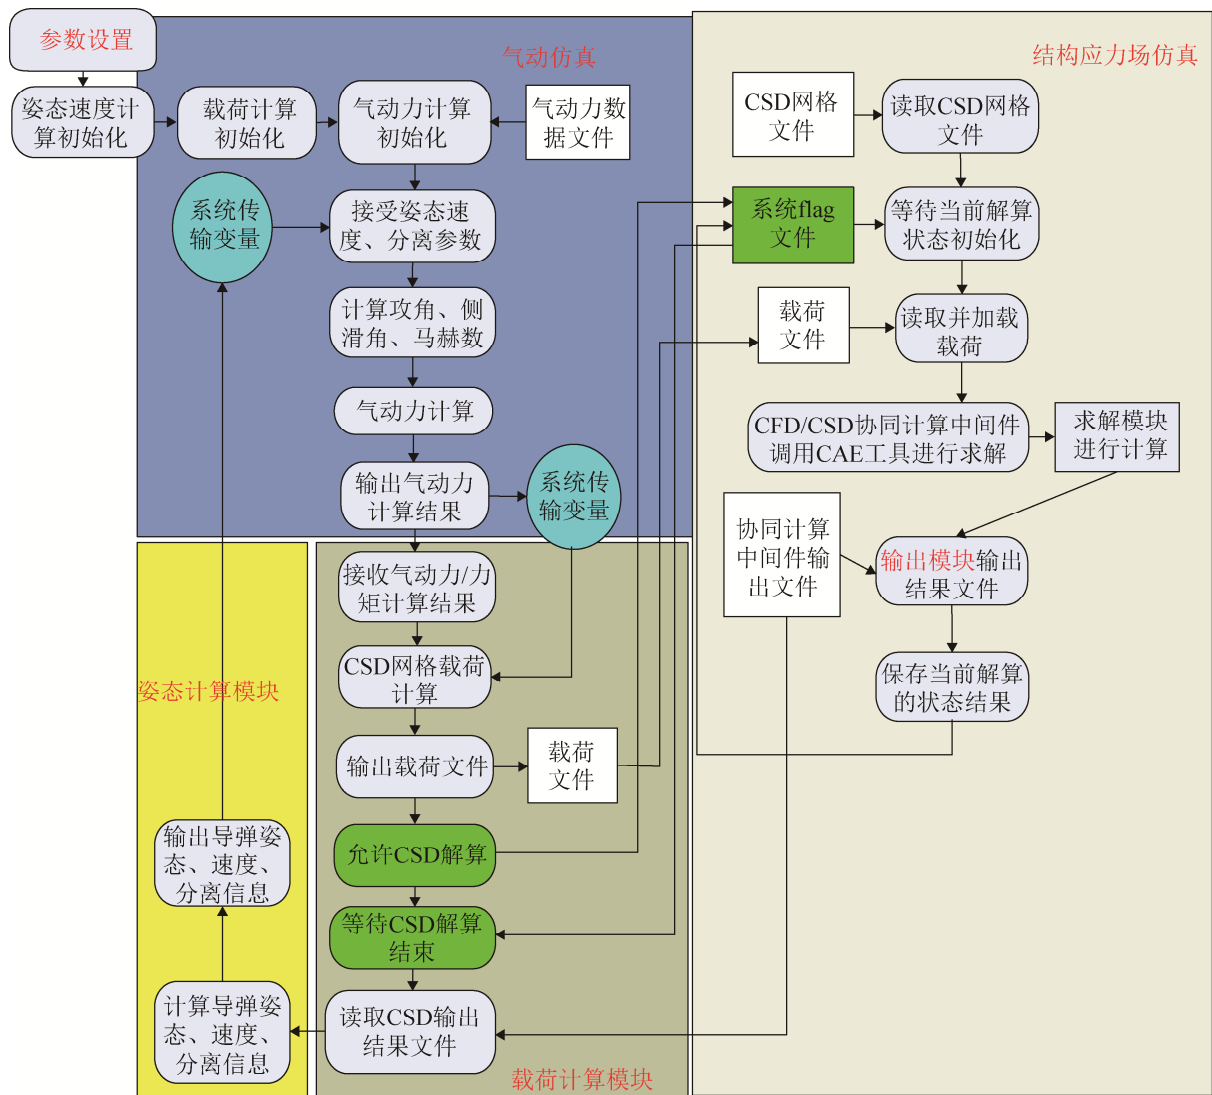 参数设置
气动仿真
结构应力场仿真
姿态速度计
算初始化
载荷计算
初始化
气动力计算
初始化
气动力数
据文件
CSD网格
文件
读取CSD网格
文件
系统传
输变量
接受姿态速
度、分离参数
系统flag
文件
等待当前解算
状态初始化
计算攻角、侧
滑角、马赫数
载荷
文件
读取并加载
载荷
气动力计算
CFD/CSD协同计算中间件
调用CAE工具进行求解
求解模块
进行计算
输出气动力
计算结果
系统传
输变量
协同计算
中间件输
出文件
输出模块输出
结果文件
接收气动力/力
矩计算结果
CSD网格载荷
计算
保存当前解算
的状态结果
姿态计算模块
输出载荷文件
载荷
文件
输出导弹姿
态、速度、
分离信息
允许CSD解算
等待CSD解算
结束
计算导弹姿
态、速度、
分离信息
读取CSD输出
结果文件
载荷计算模块